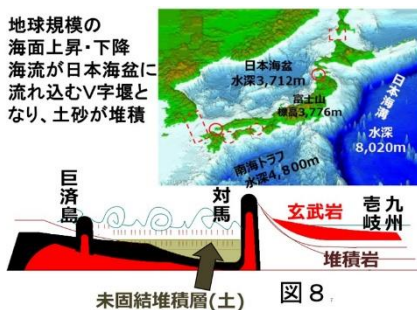 地球規模の
海面上昇・下降
海流が日本海盆に
流れ込むV字堰と
なり、土砂が堆積
日本海盆
水深3,712m
富士山
標高3,776m
日本海溝
水深
8,020m
南海トラフ
水深4,800m
巨済島
対馬
玄武岩
壱岐
九州
堆積岩
未固結堆積層(土)
図8